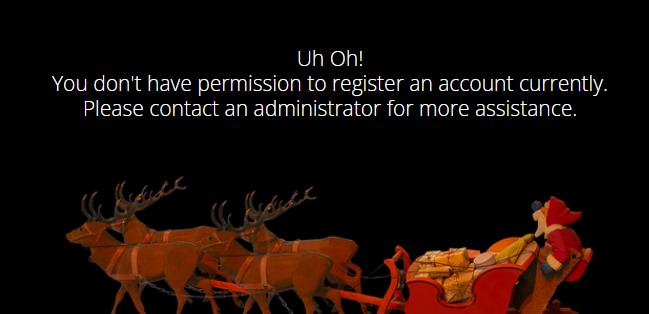 Uh Oh!
You don't have permission to register an account currently.
Please contact an administrator for more assistance.